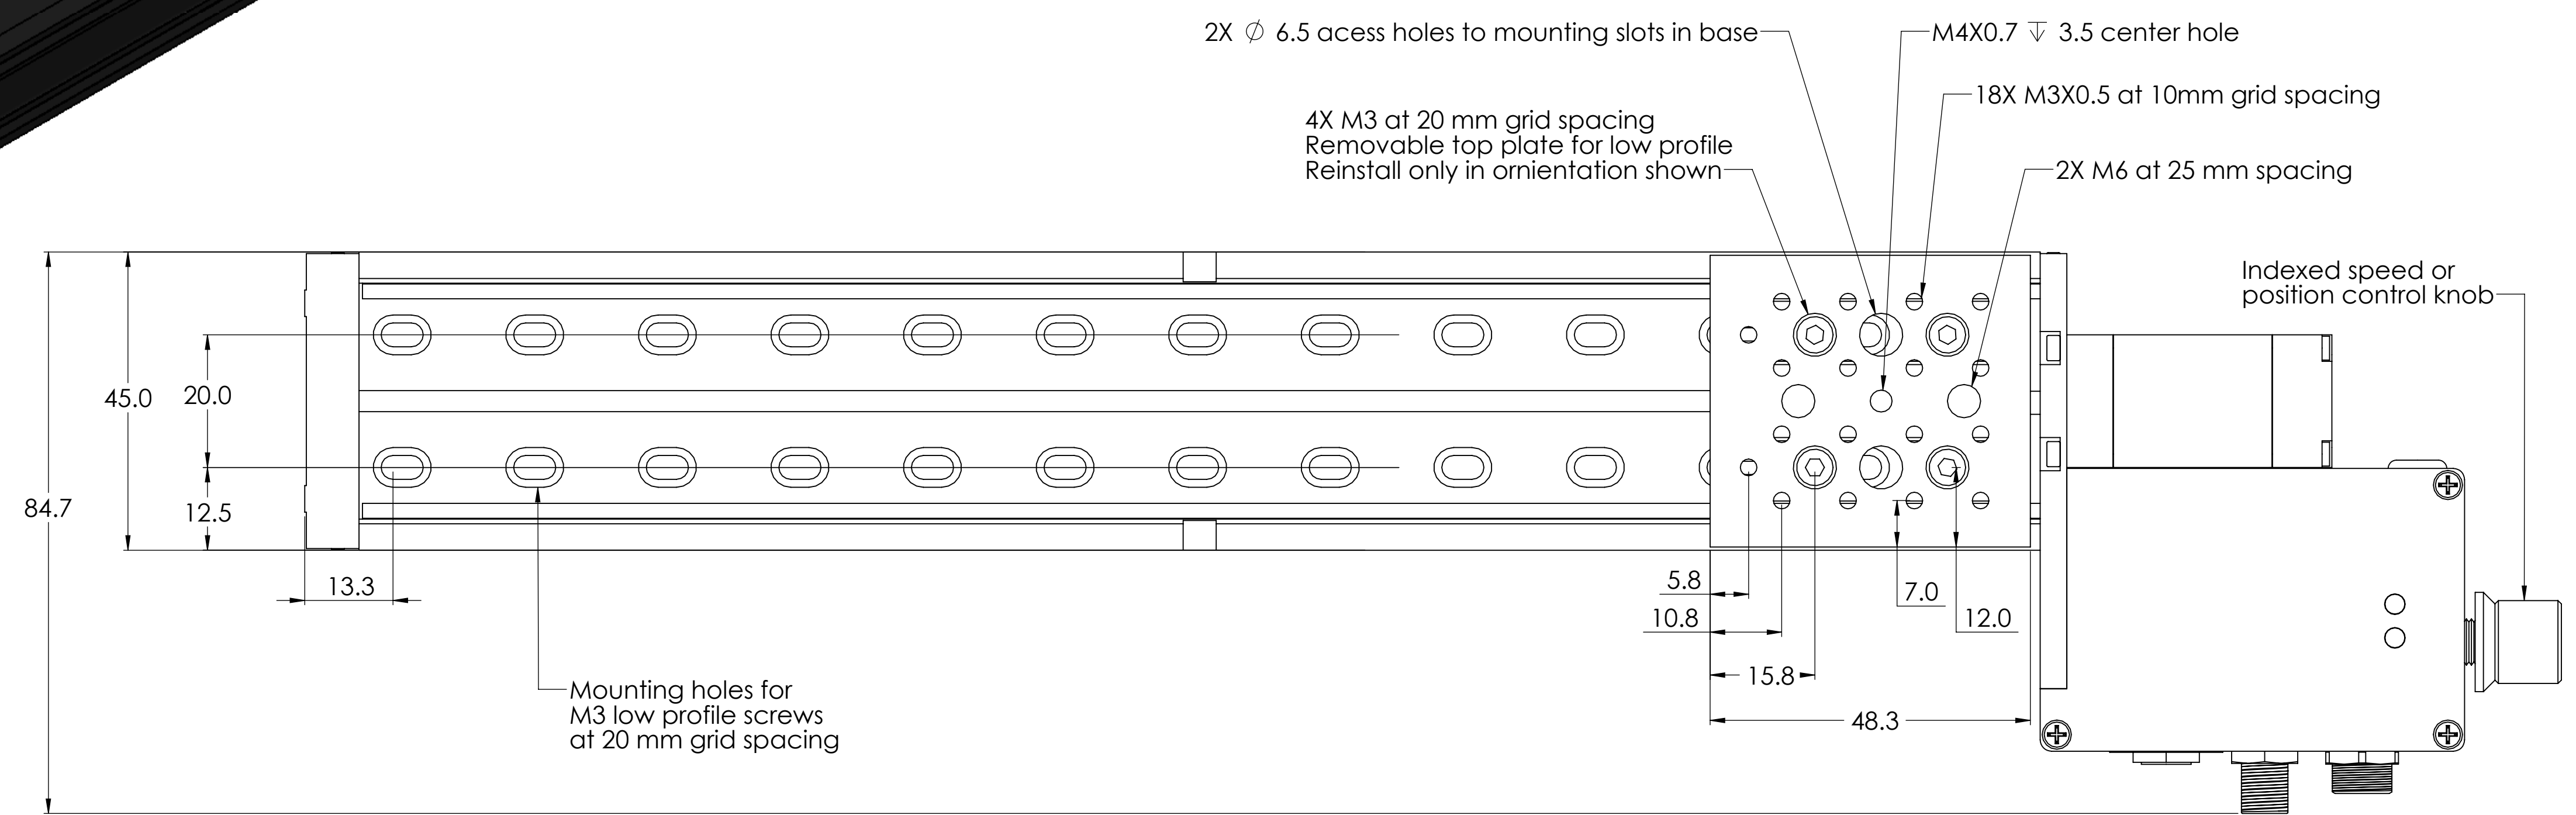 2X ∅ 6.5 acess holes to mounting slots in base
M4X0.7 ↧ 3.5 center hole
18X M3X0.5 at 10mm grid spacing
4X M3 at 20 mm grid spacing
Removable top plate for low profile
Reinstall only in ornientation shown
2X M6 at 25 mm spacing
Indexed speed or
position control knob
45.0
20.0
84.7
12.5
13.3
5.8
7.0
10.8
12.0
15.8
48.3
Mounting holes for
M3 low profile screws
at 20 mm grid spacing